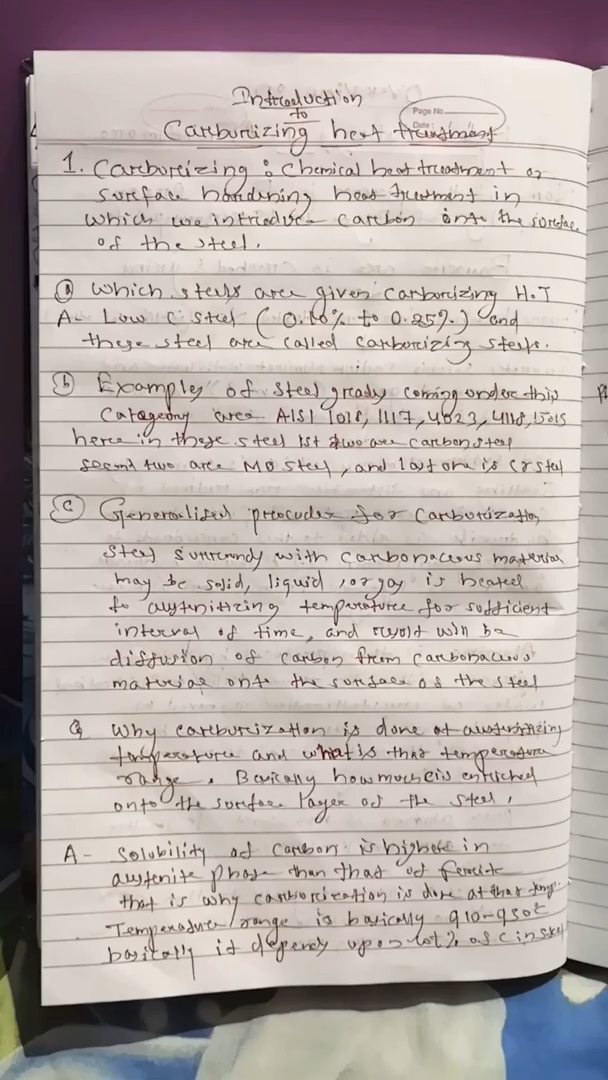 Introduction
to
Page No.
Date:
Carburizing heat treatment
1. Carburizing : Chemical heat treatment or
surface hardening heat treatment in
which we introduce carbon onto the surface
of the steel.
(a) Which steels are given carburizing H.T
A- Low C steel (0.10% to 0.25%) and
these steel are called carburizing steels.
(b) Examples of steel grades coming under this
catageory are AISI 1018, 1117, 4023, 4118, 5015
here in these steel 1st two are carbon steel
second two are Mo steel, and last one is Cr steel
(c) Generalised procuder for Carburization
steel surrounds with carbonaceous material
may be solid, liquid, or gas is heated
to austenitizing temperature for sufficient
interval of time, and result will be
diffusion of carbon from carbonaceous
material onto the surface of the steel
Q Why carburization is done at austenitizing
temperature and what is that temperature
range. Basically how much c is enriched
onto the surface layer of the steel.
A- Solubility of carbon is highest in
austenite phase than that of ferrite
that is why carburization is done at that temp.
Temperature range is basically 910-930°C
basically it depends upon %  of C in steel